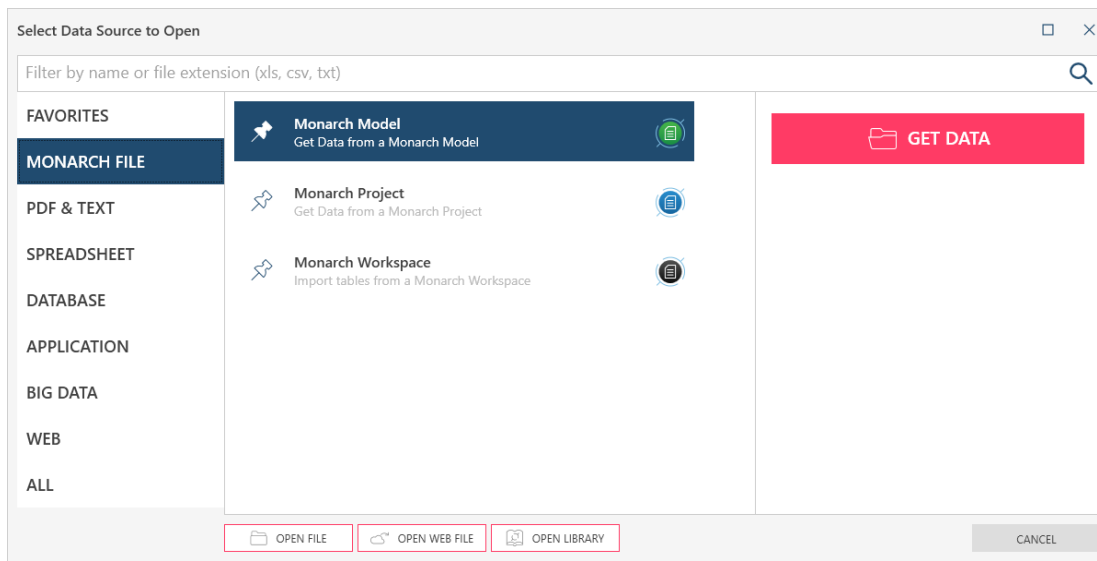 Select Data Source to Open
Filter by name or file extension (xls, csv, txt)
FAVORITES
MONARCH FILE
PDF & TEXT
SPREADSHEET
DATABASE
APPLICATION
BIG DATA
WEB
ALL
Monarch Model
Get Data from a Monarch Model
Monarch Project
Get Data from a Monarch Project
Monarch Workspace
Import tables from a Monarch Workspace
GET DATA
OPEN FILE
OPEN WEB FILE
OPEN LIBRARY
CANCEL